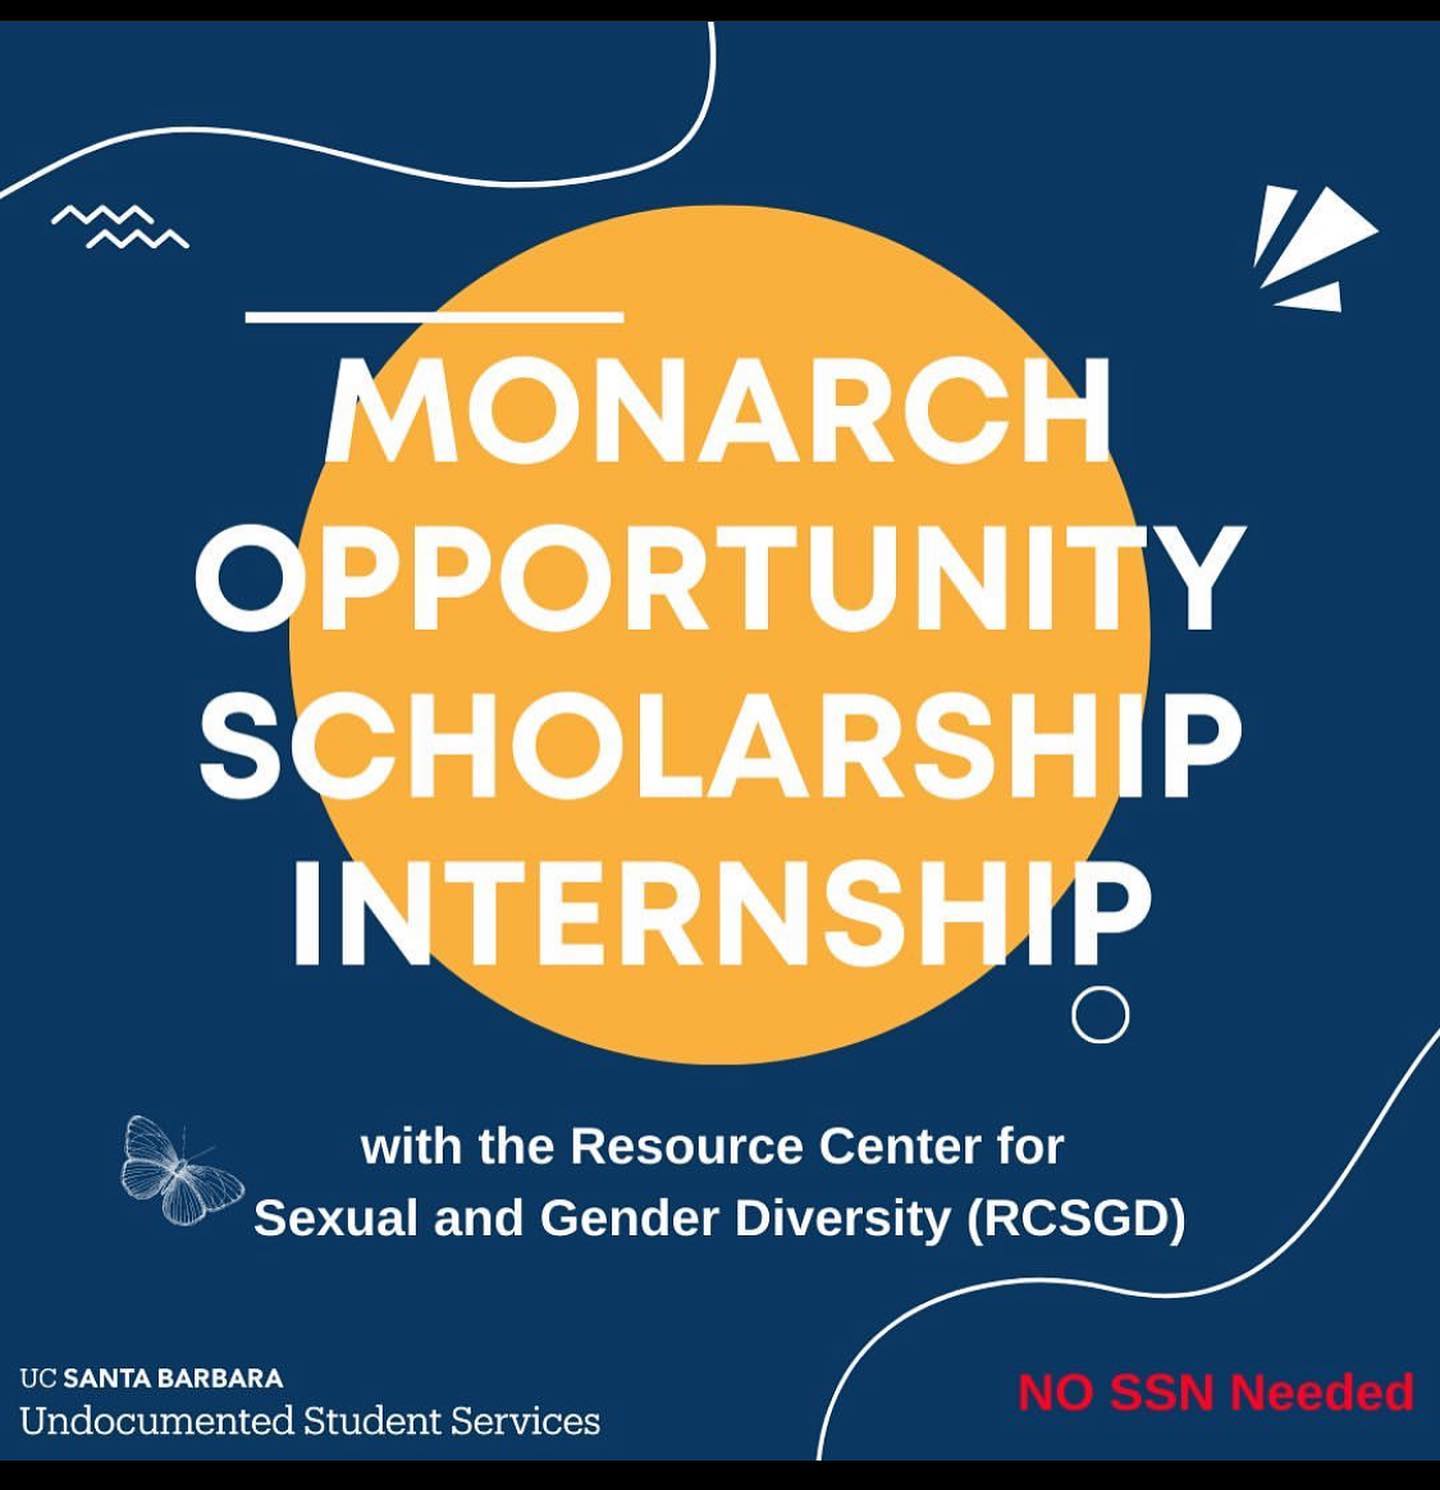 MONARCH
OPPORTUNITY
SCHOLARSHIP
INTERNSHIP
with the Resource Center for
Sexual and Gender Diversity (RCSGD)
UC SANTA BARBARA
Undocumented Student Services
NO SSN Needed